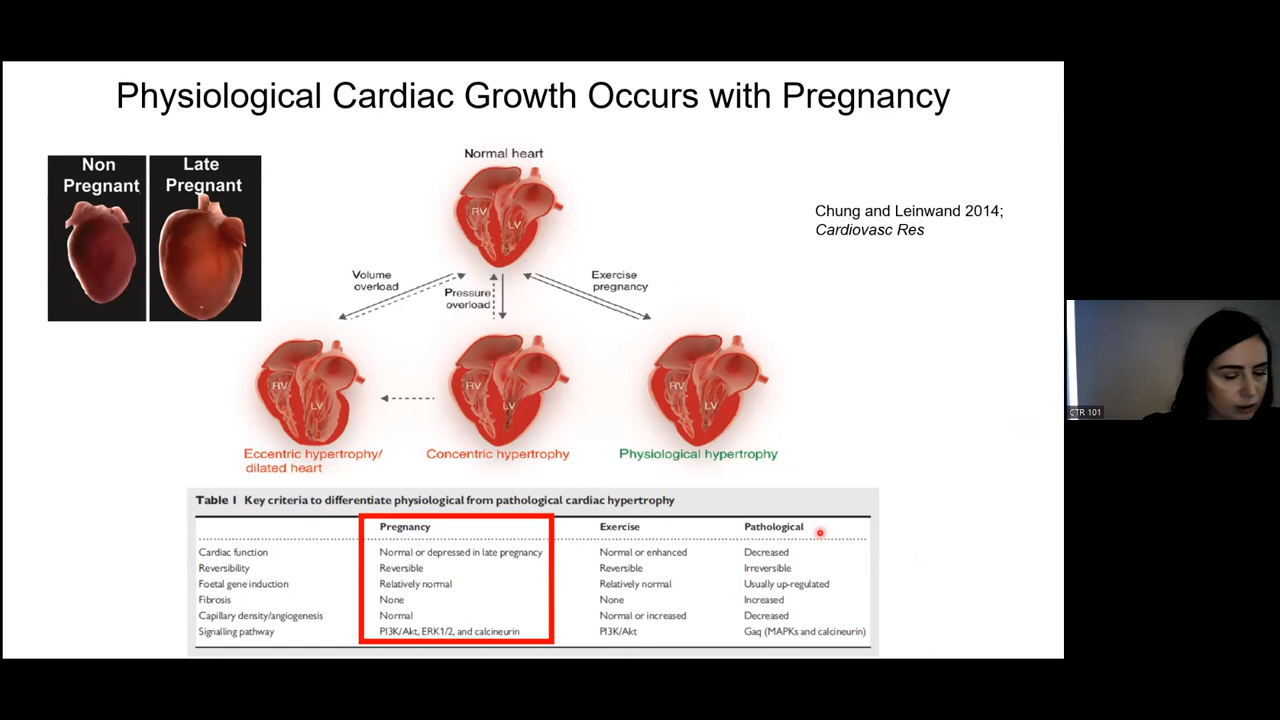 Physiological Cardiac Growth Occurs with Pregnancy
Non
Pregnant
Late
Pregnant
Normal heart
RV
LV
Chung and Leinwand 2014;
Cardiovasc Res
Volume
overload
Pressure
overload
Exercise
pregnancy
RV
LV
RV
LV
RV
LV
Eccentric hypertrophy/
dilated heart
Concentric hypertrophy
Physiological hypertrophy
Table 1 Key criteria to differentiate physiological from pathological cardiac hypertrophy
Pregnancy Exercise Pathological
Cardiac function Normal or depressed in late pregnancy Normal or enhanced Decreased
Reversibility Reversible Reversible Irreversible
Foetal gene induction Relatively normal Relatively normal Usually up-regulated
Fibrosis None None Increased
Capillary density/angiogenesis Normal Normal or increased Decreased
Signalling pathway PI3K/Akt, ERK1/2, and calcineurin PI3K/Akt Gaq (MAPKs and calcineurin)
CTR 101